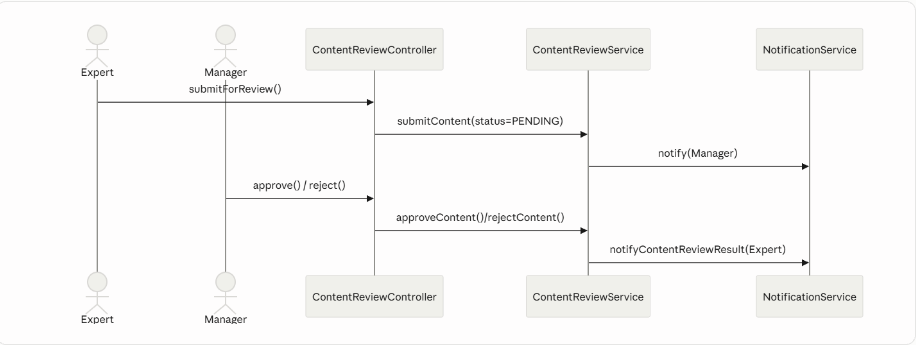 ContentReviewController
ContentReviewService
NotificationService
Expert
Manager
submitForReview()
submitContent(status=PENDING)
notify(Manager)
approve() / reject()
approveContent()/rejectContent()
notifyContentReviewResult(Expert)
ContentReviewController
ContentReviewService
NotificationService
Expert
Manager